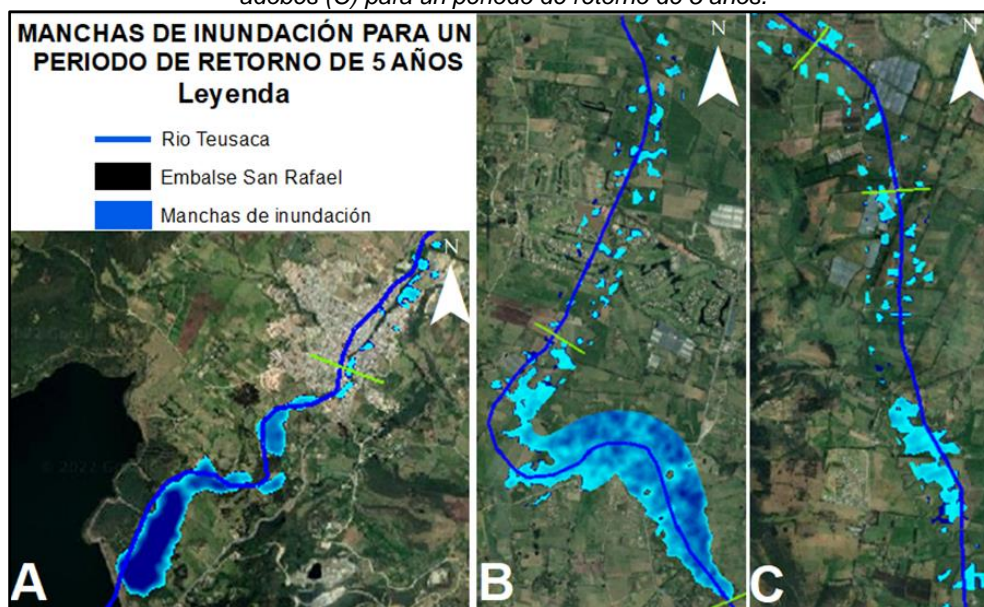 adobes (C) para un periodo de retorno de 5 años.
MANCHAS DE INUNDACIÓN PARA UN
PERIODO DE RETORNO DE 5 AÑOS
Leyenda
Rio Teusaca
Embalse San Rafael
Manchas de inundación
N
A
N
B
N
C